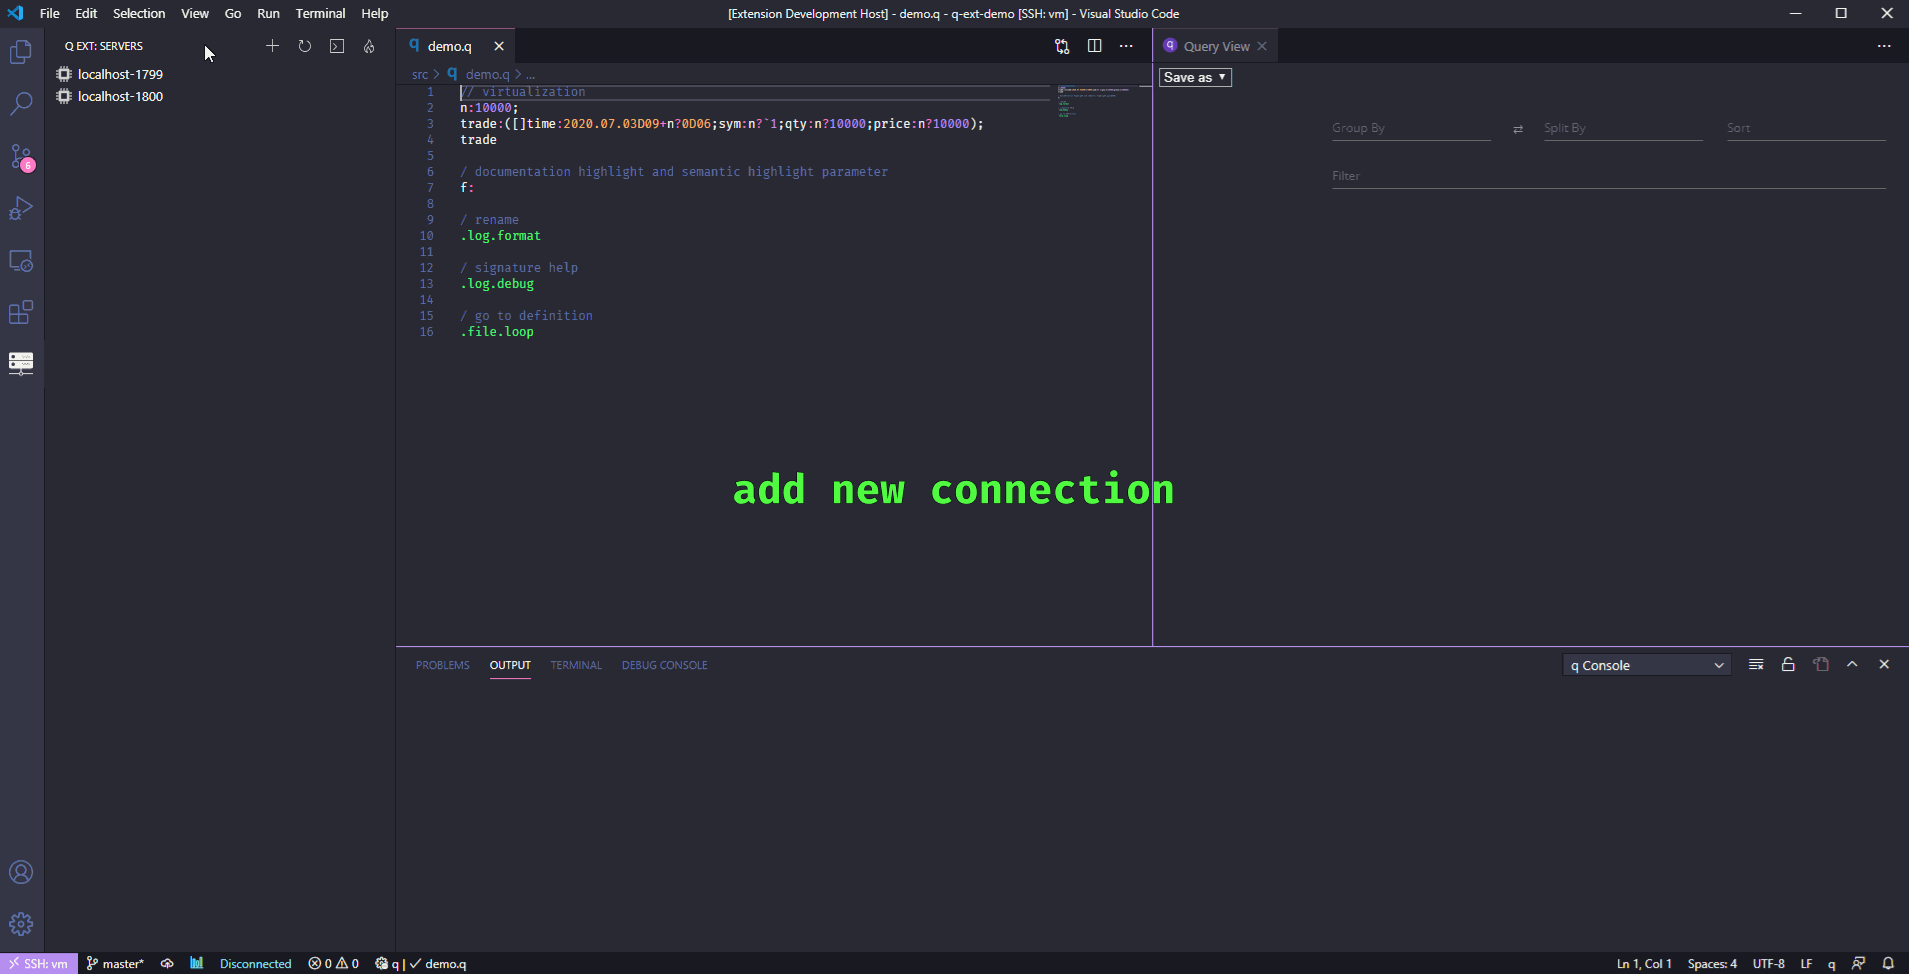 File Edit Selection View Go Run Terminal Help
[Extension Development Host] - demo.q - q-ext-demo [SSH: vm] - Visual Studio Code
Q EXT: SERVERS
localhost-1799
localhost-1800
6
q demo.q
src > q demo.q > ...
1 // virtualization
2 n:10000;
3 trade:([]time:2020.07.03D09+n?0D06;sym:n?`1;qty:n?10000;price:n?10000);
4 trade
5
6 / documentation highlight and semantic highlight parameter
7 f:
8
9 / rename
10 .log.format
11
12 / signature help
13 .log.debug
14
15 / go to definition
16 .file.loop
q Query View
Save as
Group By
Split By
Sort
Filter
add new connection
PROBLEMS OUTPUT TERMINAL DEBUG CONSOLE
q Console
SSH: vm master* Disconnected 0 0 q | ✓ demo.q
Ln 1, Col 1 Spaces: 4 UTF-8 LF q